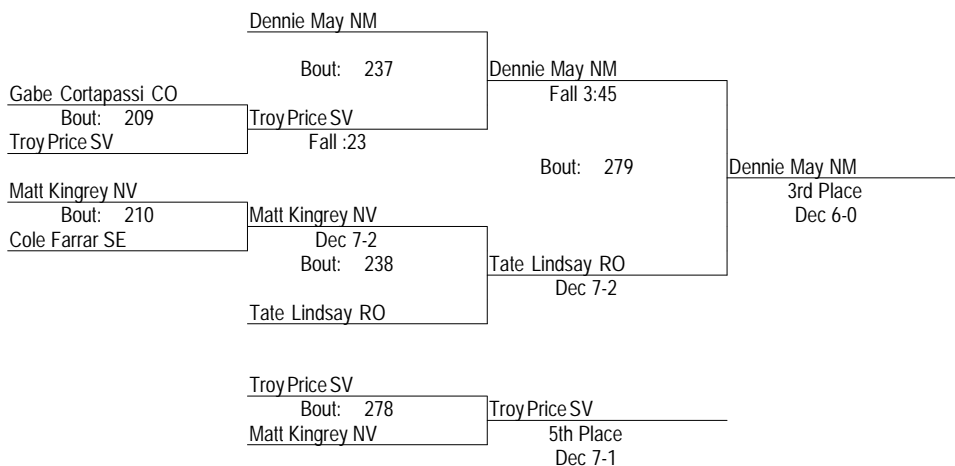 Dennie May NM
Bout: 237
Dennie May NM
Fall 3:45
Gabe Cortapassi CO
Bout: 209
Troy Price SV
Troy Price SV
Fall :23
Bout: 279
Dennie May NM
3rd Place
Dec 6-0
Matt Kingrey NV
Bout: 210
Cole Farrar SE
Matt Kingrey NV
Dec 7-2
Bout: 238
Tate Lindsay RO
Dec 7-2
Tate Lindsay RO
Troy Price SV
Bout: 278
Matt Kingrey NV
Troy Price SV
5th Place
Dec 7-1